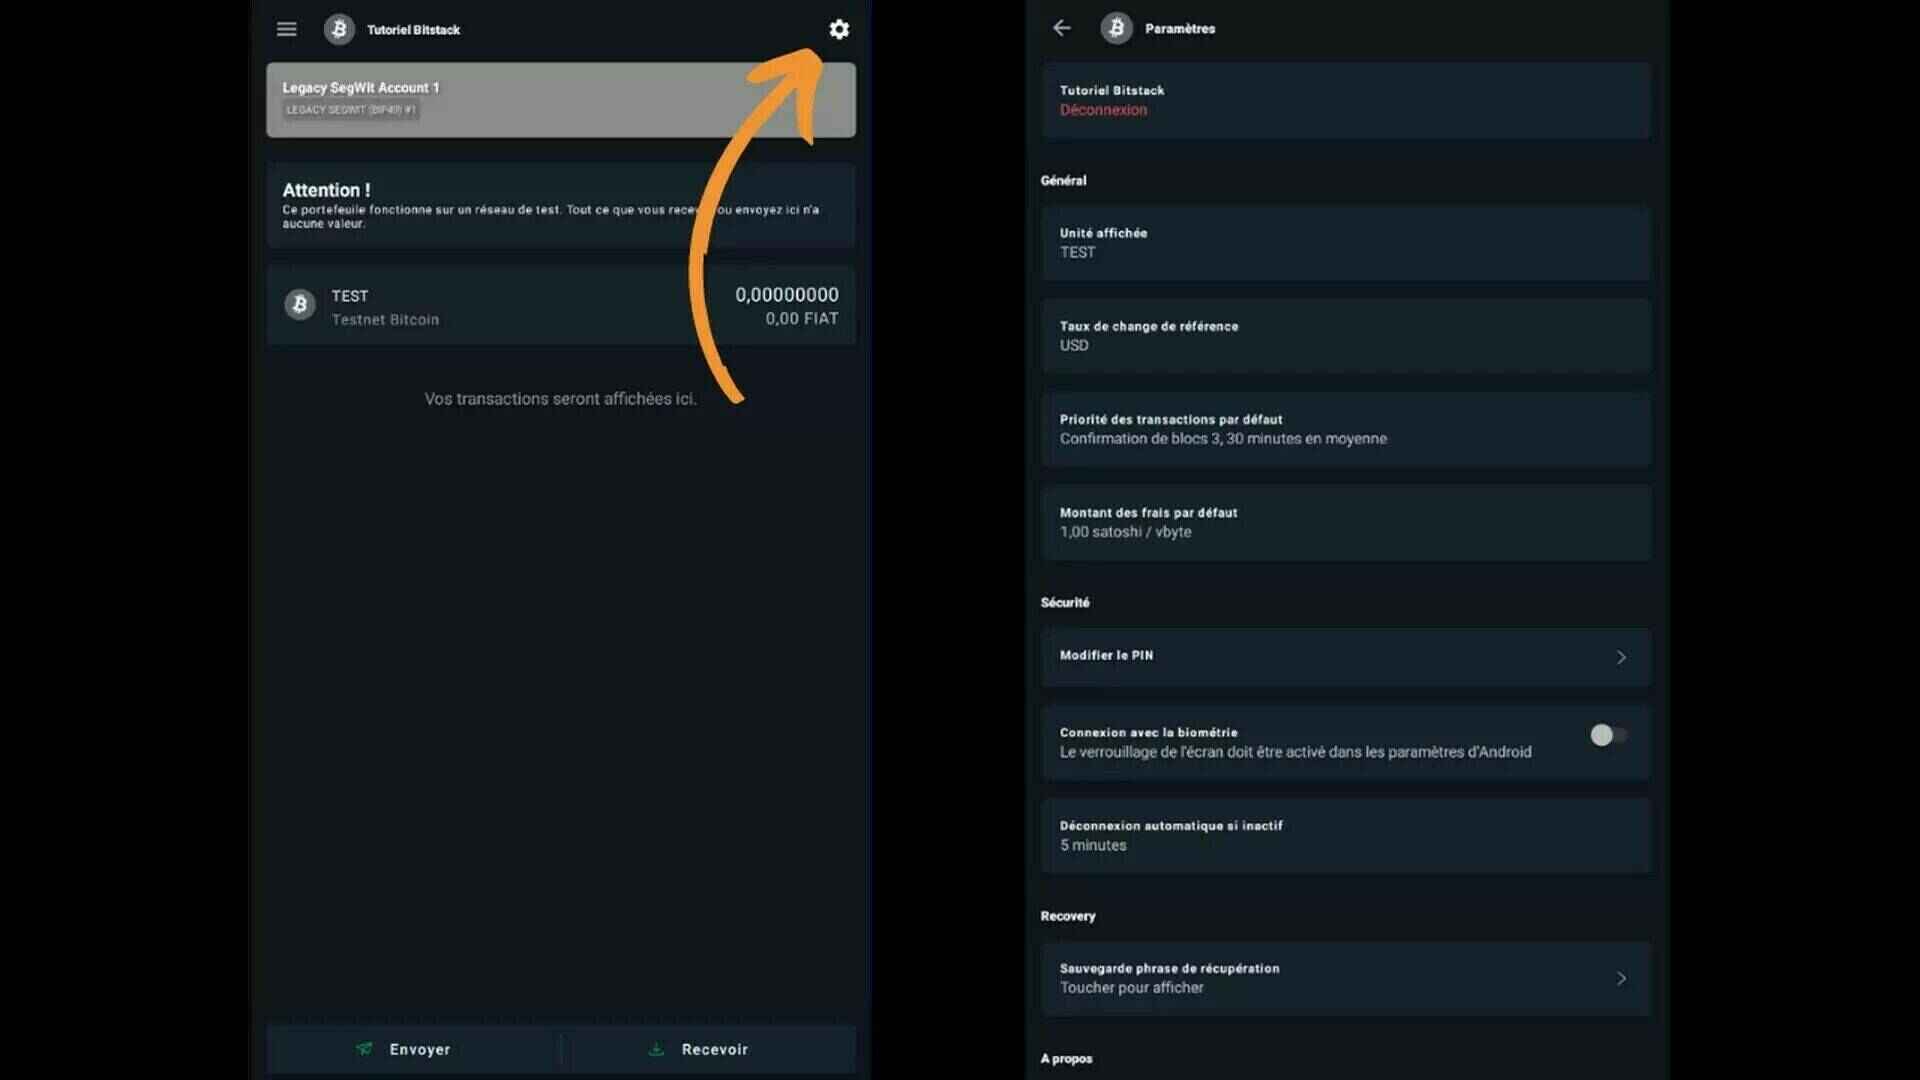 Tutoriel Bitstack
Legacy SegWit Account 1
LEGACY SEGWIT (BIP49) #1
Attention !
Ce portefeuile fonctionne sur un réseau de test. Tout ce que vous recevez ou envoyez ici n'a
aucune valeur.
TEST
0,00000000
Testnet Bitcoin
0,00 FIAT
Vos transactions seront affichées ici.
Envoyer
Recevoir
Paramètres
Tutoriel Bitstack
Déconnexion
Général
Unité affichée
TEST
Taux de change de référence
USD
Priorité des transactions par défaut
Confirmation de blocs 3, 30 minutes en moyenne
Montant des frais par défaut
1,00 satoshi / vbyte
Sécurité
Modifier le PIN
Connexion avec la biométrie
Le verrouillage de l'écran doit être activé dans les paramètres d'Android
Déconnexion automatique si inactif
5 minutes
Recovery
Sauvegarde phrase de récupération
Toucher pour afficher
A propos